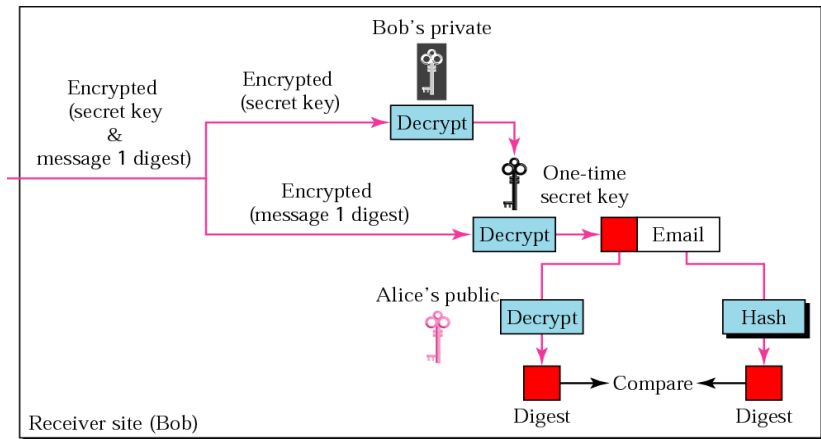 Bob's private
Encrypted
(secret key
&
message 1 digest)
Encrypted
(secret key)
Decrypt
One-time
secret key
Encrypted
(message 1 digest)
Decrypt
Email
Alice's public
Decrypt
Hash
Compare
Digest
Digest
Receiver site (Bob)